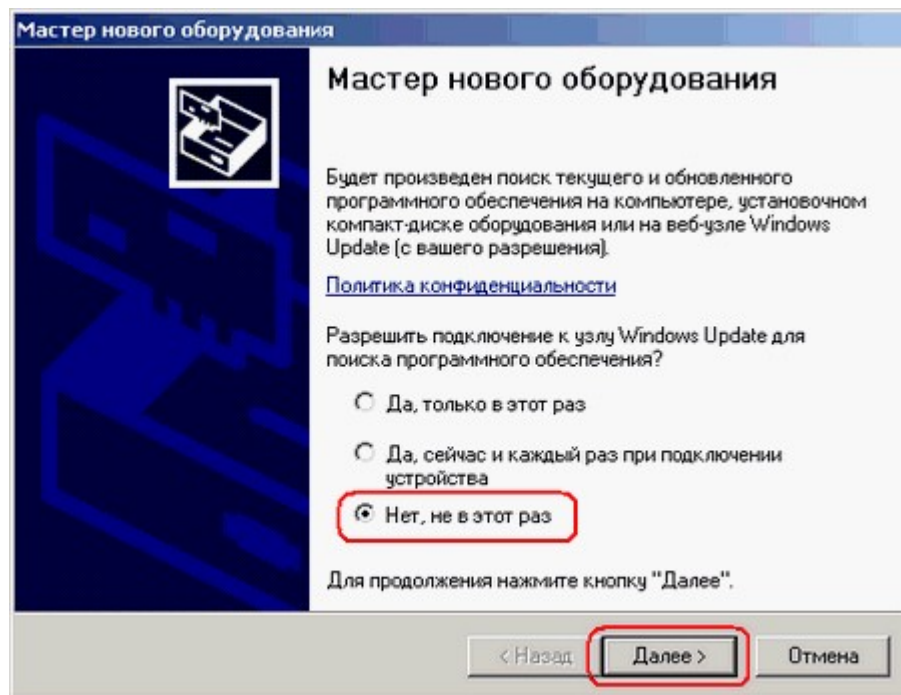 Мастер нового оборудования
Мастер нового оборудования
Будет произведен поиск текущего и обновленного
программного обеспечения на компьютере, установочном
компакт-диске оборудования или на веб-узле Windows
Update (с вашего разрешения).
Политика конфиденциальности
Разрешить подключение к узлу Windows Update для
поиска программного обеспечения?
Да, только в этот раз
Да, сейчас и каждый раз при подключении
устройства
Нет, не в этот раз
Для продолжения нажмите кнопку "Далее".
< Назад Далее > Отмена